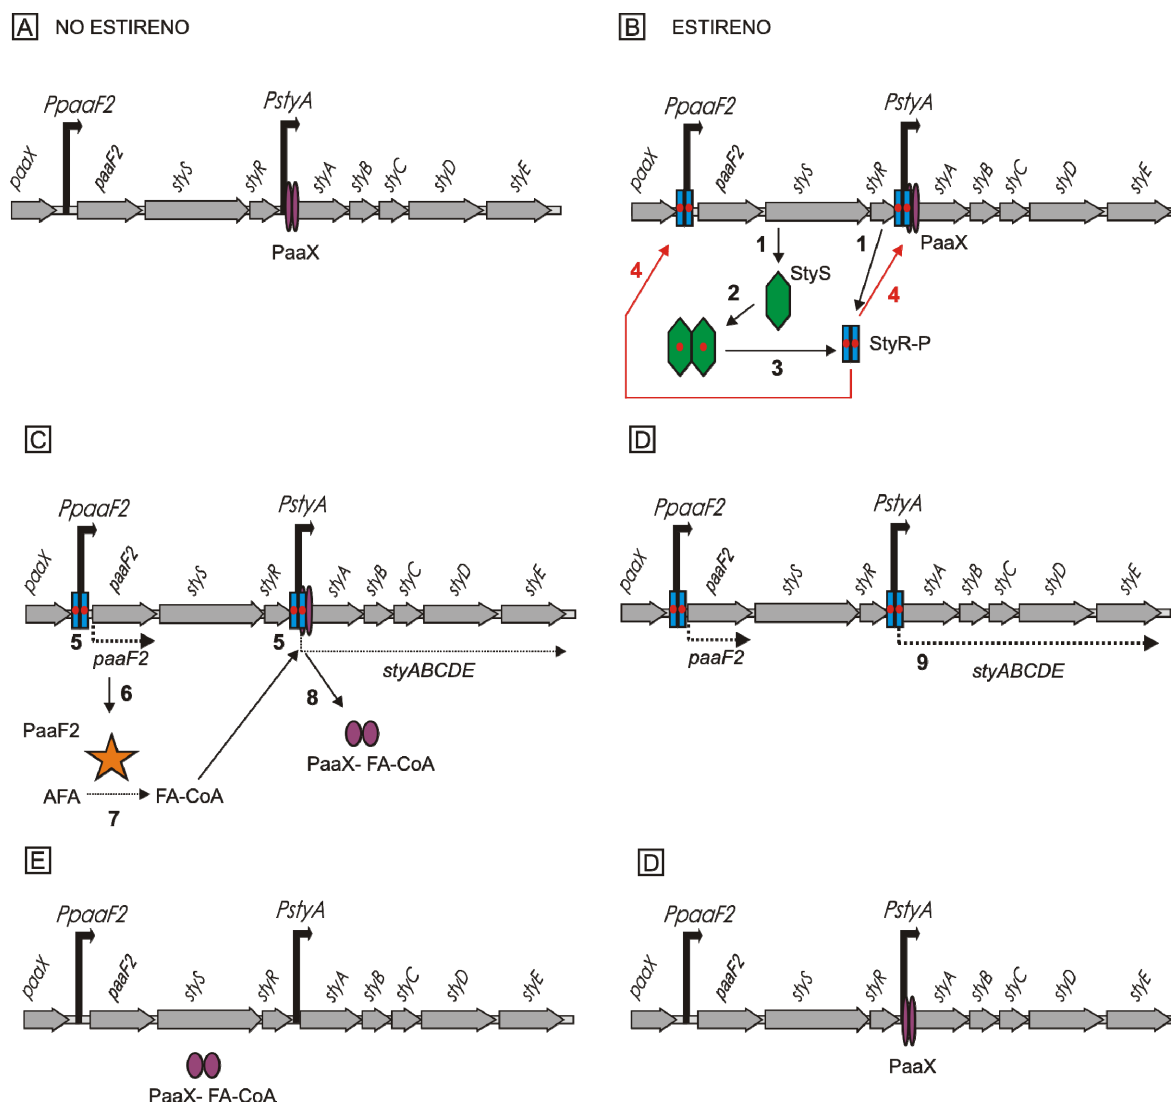 A NO ESTIRENO
PpaaF2
PstyA
paaX
paaF2
styS
styR
styA
styB
styC
styD
styE
PaaX
B ESTIRENO
PpaaF2
PstyA
paaX
paaF2
styS
styR
styA
styB
styC
styD
styE
1
1
PaaX
4
StyS
2
4
StyR-P
3
C
PpaaF2
PstyA
paaX
paaF2
styS
styR
styA
styB
styC
styD
styE
5
5
paaF2
styABCDE
6
8
PaaF2
PaaX- FA-CoA
AFA
FA-CoA
7
D
PpaaF2
PstyA
paaX
paaF2
styS
styR
styA
styB
styC
styD
styE
paaF2
9
styABCDE
E
PpaaF2
PstyA
paaX
paaF2
styS
styR
styA
styB
styC
styD
styE
PaaX- FA-CoA
D
PpaaF2
PstyA
paaX
paaF2
styS
styR
styA
styB
styC
styD
styE
PaaX